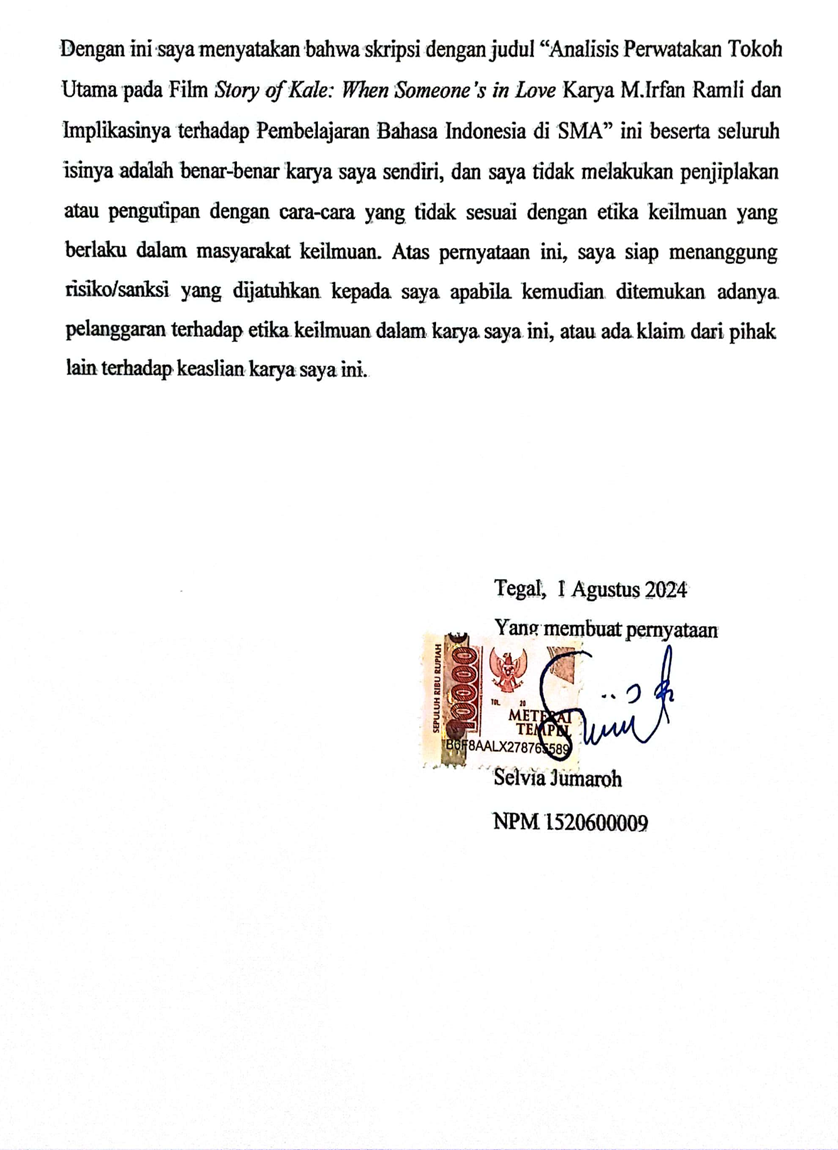 Dengan ini saya menyatakan bahwa skripsi dengan judul “Analisis Perwatakan Tokoh
Utama pada Film Story of Kale: When Someone’s in Love Karya M.Irfan Ramli dan
Implikasinya terhadap Pembelajaran Bahasa Indonesia di SMA” ini beserta seluruh
isinya adalah benar-benar karya saya sendiri, dan saya tidak melakukan penjiplakan
atau pengutipan dengan cara-cara yang tidak sesuai dengan etika keilmuan yang
berlaku dalam masyarakat keilmuan. Atas pernyataan ini, saya siap menanggung
risiko/sanksi yang dijatuhkan kepada saya apabila kemudian ditemukan adanya
pelanggaran terhadap etika keilmuan dalam karya saya ini, atau ada klaim dari pihak
lain terhadap keaslian karya saya ini.
Tegal, 1 Agustus 2024
Yang membuat pernyataan
SEPULUH RIBU RUPIAH
10000
TGL. 20
METERAI
TEMPEL
Selvia Jumaroh
NPM 1520600009